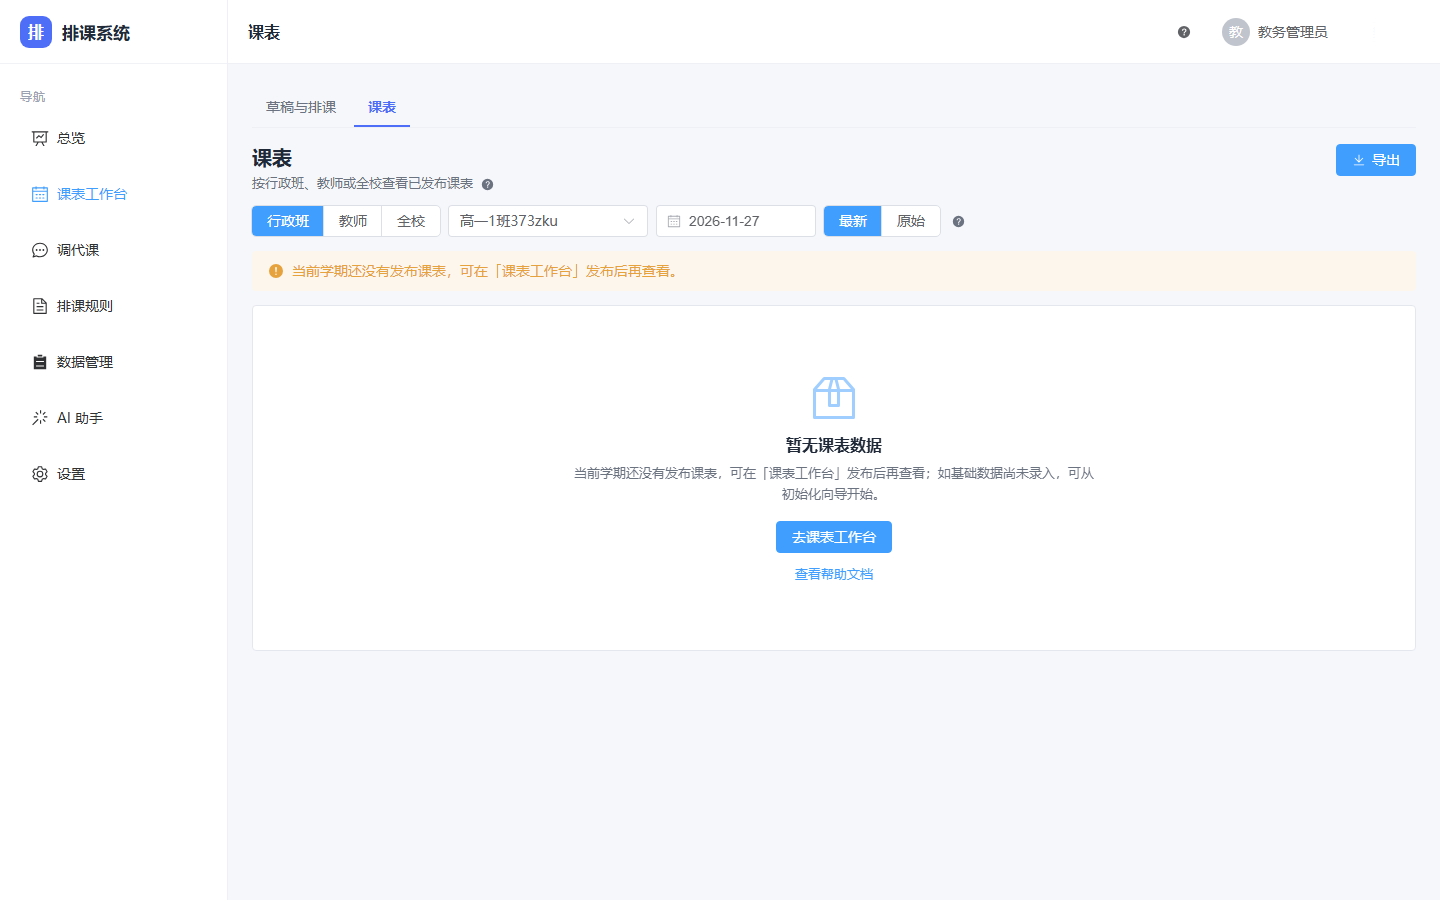 排 排课系统
课表
教 教务管理员
导航
总览
课表工作台
调代课
排课规则
数据管理
AI 助手
设置
草稿与排课 课表
课表
导出
按行政班、教师或全校查看已发布课表
行政班 教师 全校 高一1班373zku 2026-11-27 最新 原始
当前学期还没有发布课表，可在「课表工作台」发布后再查看。
暂无课表数据
当前学期还没有发布课表，可在「课表工作台」发布后再查看；如基础数据尚未录入，可从
初始化向导开始。
去课表工作台
查看帮助文档